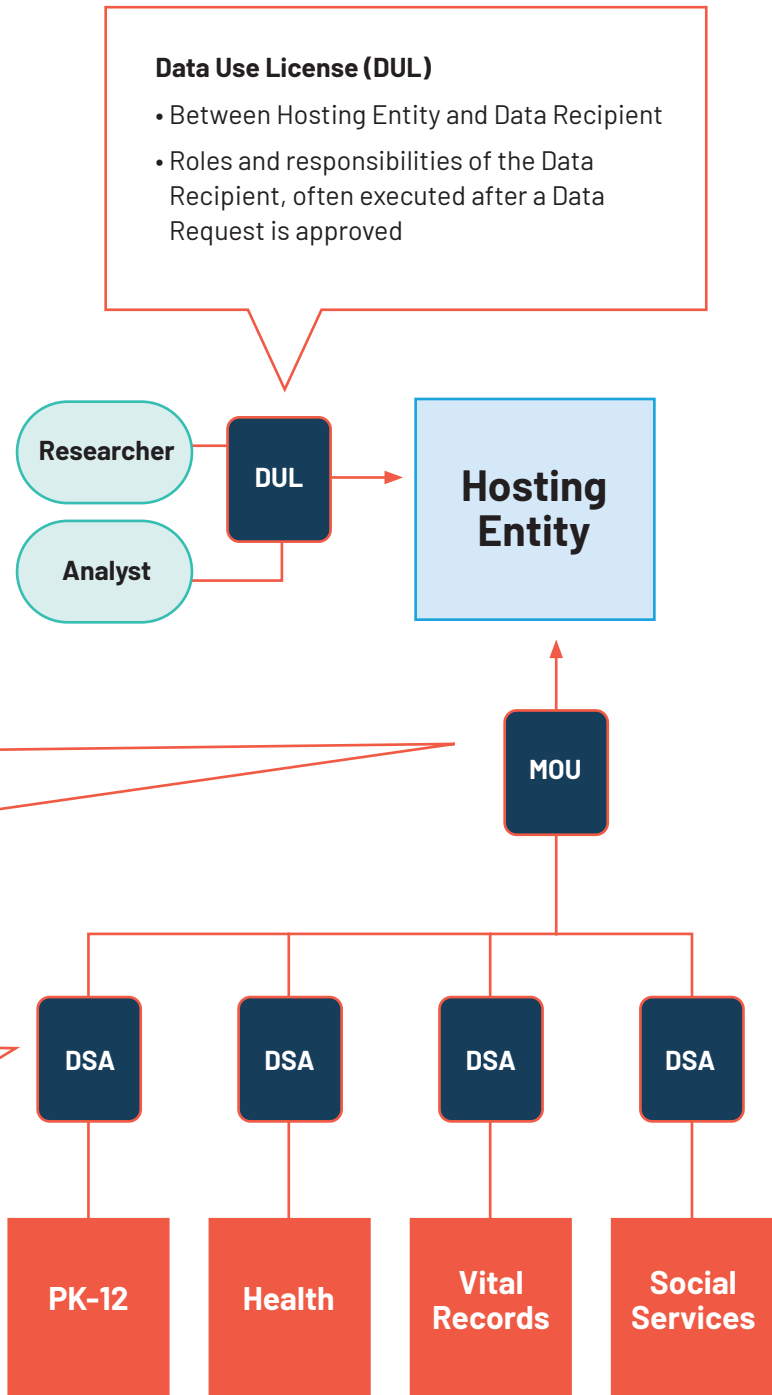 Data Use License (DUL)
• Between Hosting Entity and Data Recipient
• Roles and responsibilities of the Data
Recipient, often executed after a Data
Request is approved
Researcher
DUL
Hosting
Entity
Analyst
MOU
DSA
DSA
DSA
DSA
PK-12
Health
Vital
Records
Social
Services